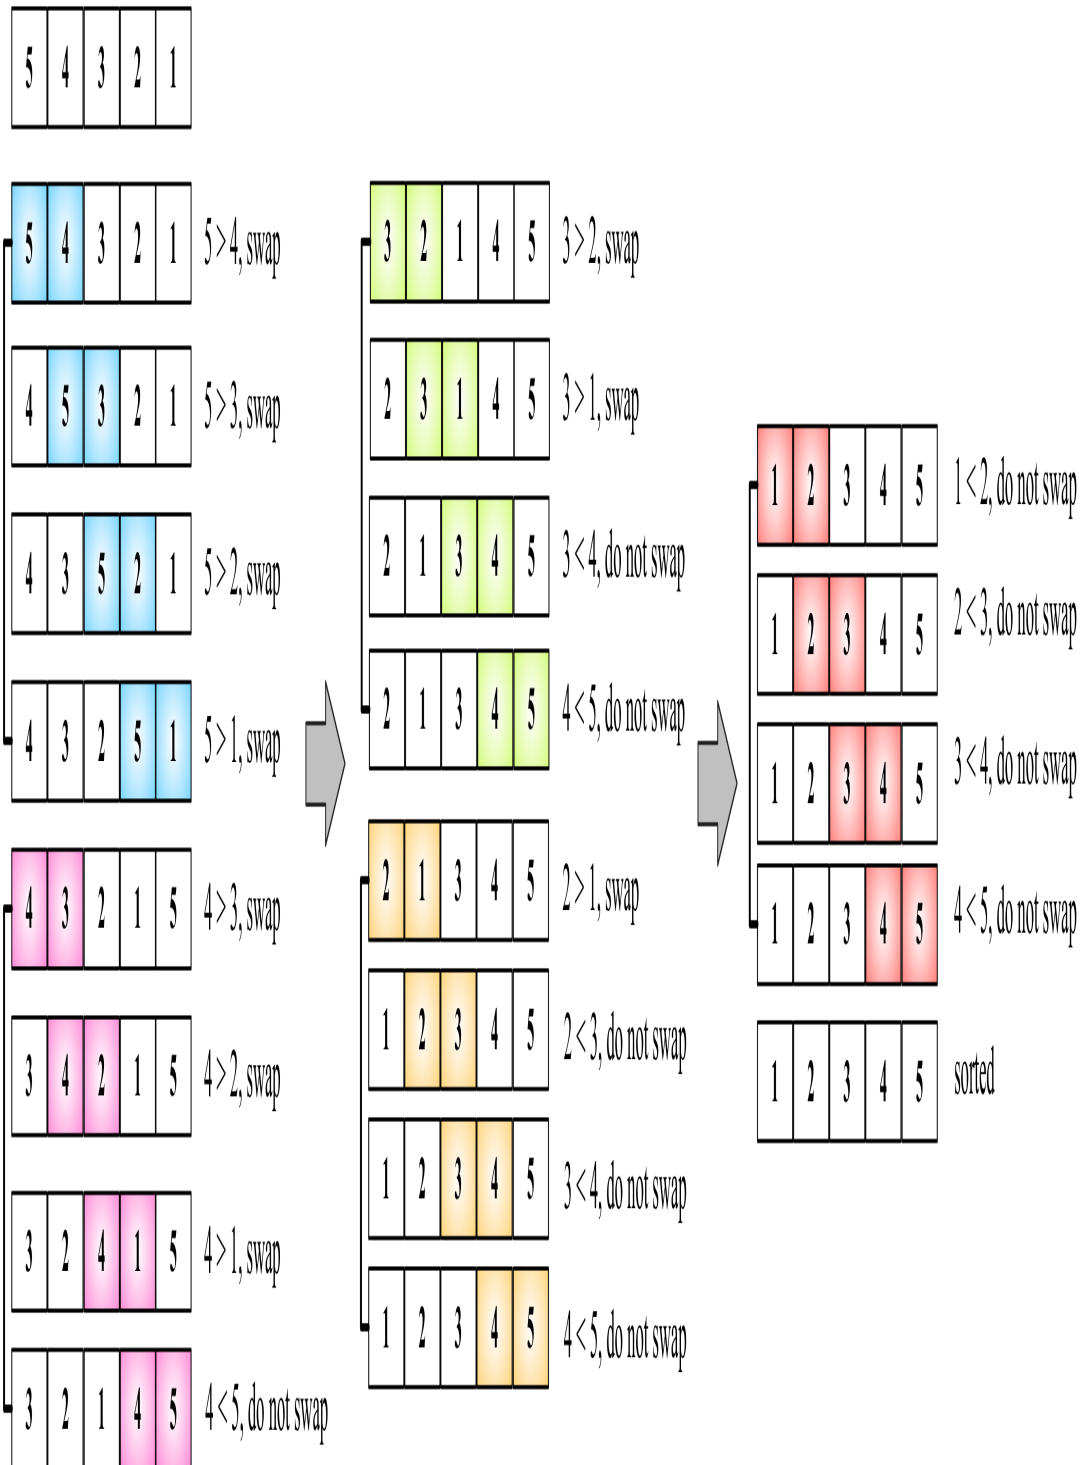 5 4 3 2 1
5 4 3 2 1 5 > 4, swap
4 5 3 2 1 5 > 3, swap
4 3 5 2 1 5 > 2, swap
4 3 2 5 1 5 > 1, swap
4 3 2 1 5 4 > 3, swap
3 4 2 1 5 4 > 2, swap
3 2 4 1 5 4 > 1, swap
3 2 1 4 5 4 < 5, do not swap
3 2 1 4 5 3 > 2, swap
2 3 1 4 5 3 > 1, swap
2 1 3 4 5 3 < 4, do not swap
2 1 3 4 5 4 < 5, do not swap
2 1 3 4 5 2 > 1, swap
1 2 3 4 5 2 < 3, do not swap
1 2 3 4 5 3 < 4, do not swap
1 2 3 4 5 4 < 5, do not swap
1 2 3 4 5 1 < 2, do not swap
1 2 3 4 5 2 < 3, do not swap
1 2 3 4 5 3 < 4, do not swap
1 2 3 4 5 4 < 5, do not swap
1 2 3 4 5 sorted